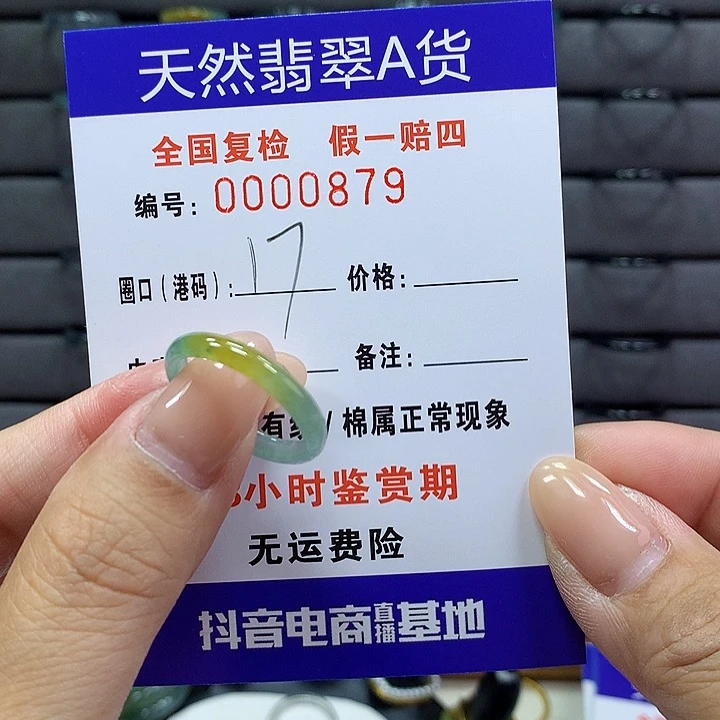 天然翡翠A货
全国复检 假一赔四
编号: 0000879
圈口(港码): 17 价格:
备注:
有纹/棉属正常现象
小时鉴赏期
无运费险
抖音电商直播基地